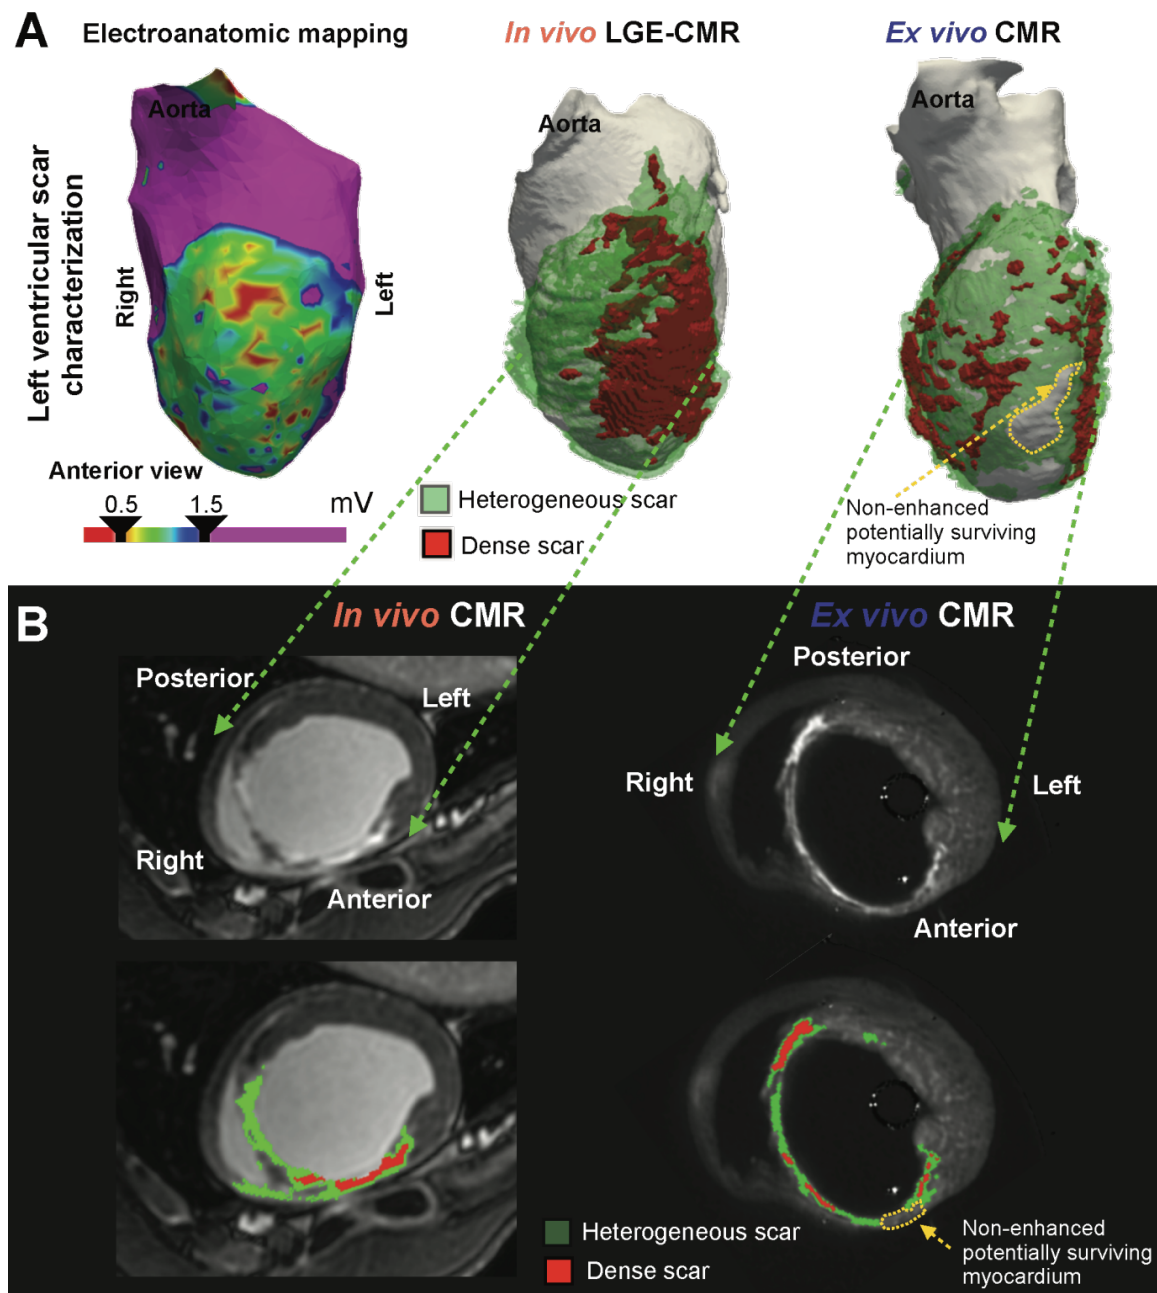 A
Electroanatomic mapping
In vivo LGE-CMR
Ex vivo CMR
Left ventricular scar
characterization
Aorta
Right
Left
Aorta
Aorta
Anterior view
0.5
1.5
mV
Heterogeneous scar
Dense scar
Non-enhanced
potentially surviving
myocardium
B
In vivo CMR
Ex vivo CMR
Posterior
Left
Right
Anterior
Posterior
Right
Left
Anterior
Heterogeneous scar
Dense scar
Non-enhanced
potentially surviving
myocardium